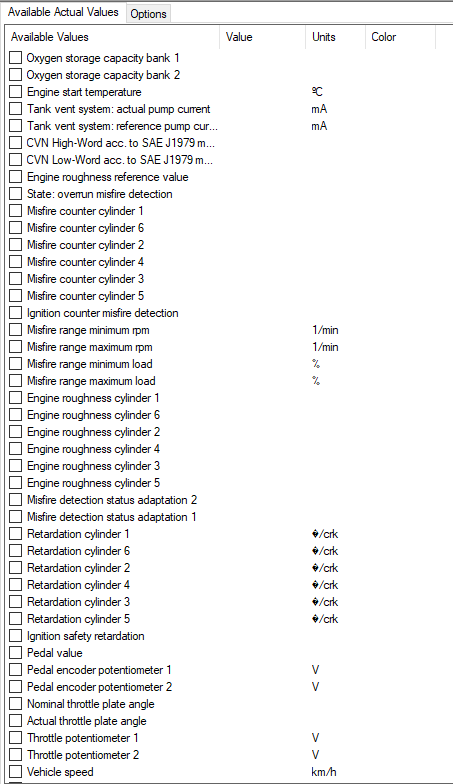 Available Actual Values Options
Available Values Value Units Color
Oxygen storage capacity bank 1
Oxygen storage capacity bank 2
Engine start temperature ºC
Tank vent system: actual pump current mA
Tank vent system: reference pump cur... mA
CVN High-Word acc. to SAE J1979 m...
CVN Low-Word acc. to SAE J1979 m...
Engine roughness reference value
State: overrun misfire detection
Misfire counter cylinder 1
Misfire counter cylinder 6
Misfire counter cylinder 2
Misfire counter cylinder 4
Misfire counter cylinder 3
Misfire counter cylinder 5
Ignition counter misfire detection
Misfire range minimum rpm 1/min
Misfire range maximum rpm 1/min
Misfire range minimum load %
Misfire range maximum load %
Engine roughness cylinder 1
Engine roughness cylinder 6
Engine roughness cylinder 2
Engine roughness cylinder 4
Engine roughness cylinder 3
Engine roughness cylinder 5
Misfire detection status adaptation 2
Misfire detection status adaptation 1
Retardation cylinder 1 �/crk
Retardation cylinder 6 �/crk
Retardation cylinder 2 �/crk
Retardation cylinder 4 �/crk
Retardation cylinder 3 �/crk
Retardation cylinder 5 �/crk
Ignition safety retardation
Pedal value
Pedal encoder potentiometer 1 V
Pedal encoder potentiometer 2 V
Nominal throttle plate angle
Actual throttle plate angle
Throttle potentiometer 1 V
Throttle potentiometer 2 V
Vehicle speed km/h